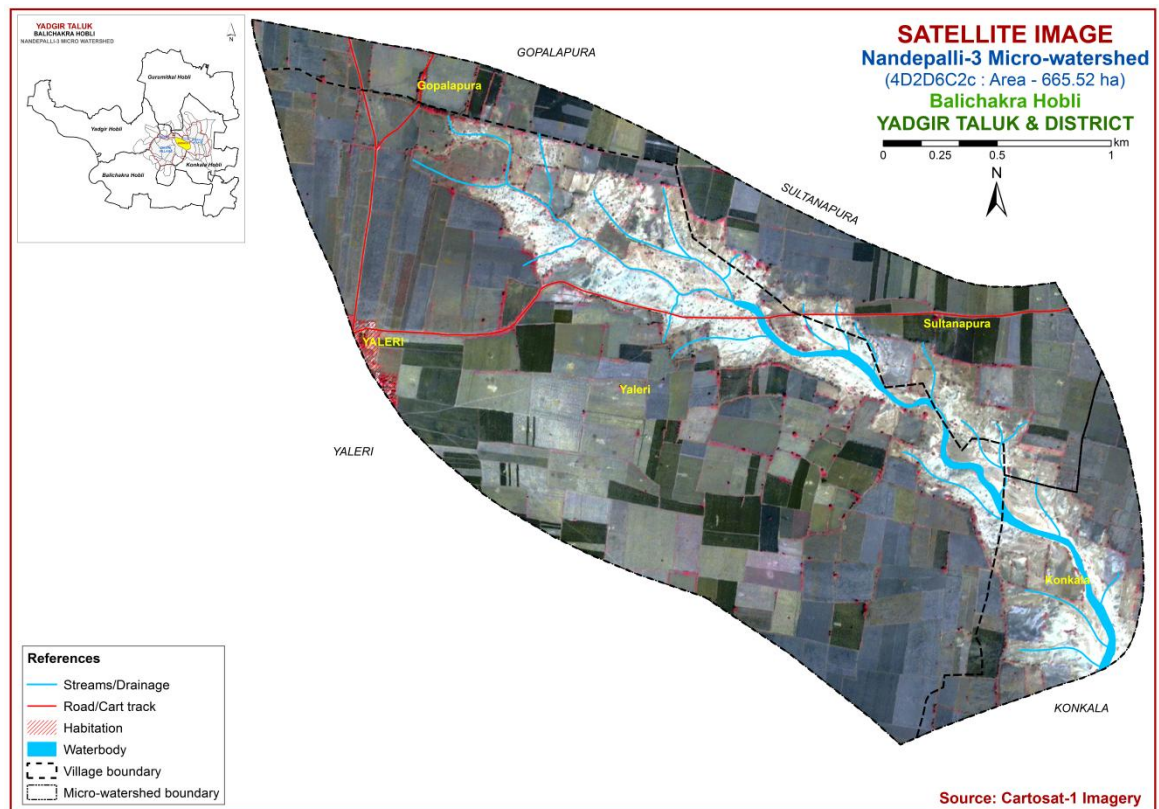 YADGIR TALUK
BALICHAKRA HOBLI
NANDEPALLI-3 MICRO WATERSHED
N
Gurumitkal Hobli
Yadgir Hobli
Konkala Hobli
Balichakra Hobli
SATELLITE IMAGE
Nandepalli-3 Micro-watershed
(4D2D6C2c : Area - 665.52 ha)
Balichakra Hobli
YADGIR TALUK & DISTRICT
0 0.25 0.5 1 km
N
GOPALAPURA
Gopalapura
SULTANAPURA
Sultanapura
YALERI
Yaleri
YALERI
Konkala
KONKALA
References
Streams/Drainage
Road/Cart track
Habitation
Waterbody
Village boundary
Micro-watershed boundary
Source: Cartosat-1 Imagery